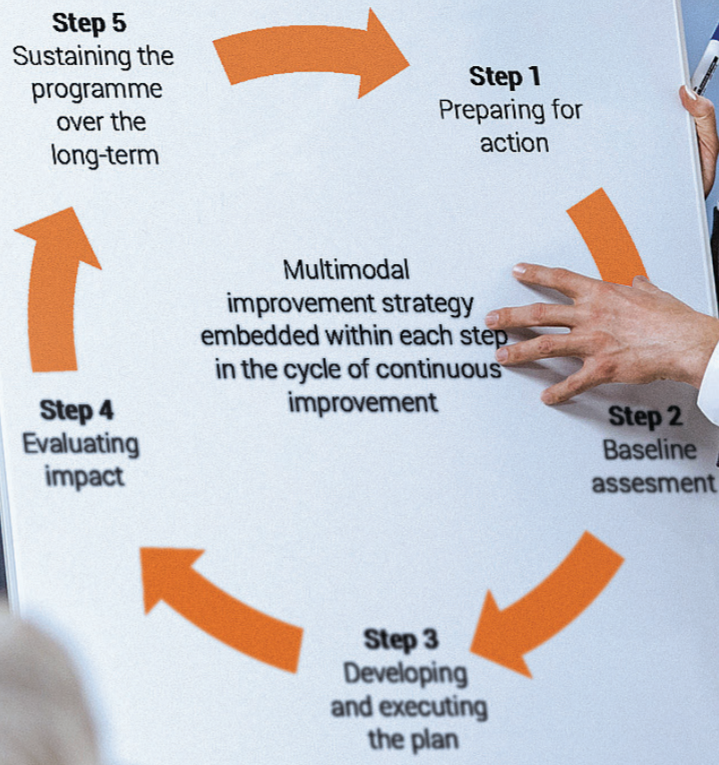 Step 5
Sustaining the
programme
over the
long-term
Step 1
Preparing for
action
Multimodal
improvement strategy
embedded within each step
in the cycle of continuous
improvement
Step 4
Evaluating
impact
Step 2
Baseline
assesment
Step 3
Developing
and executing
the plan